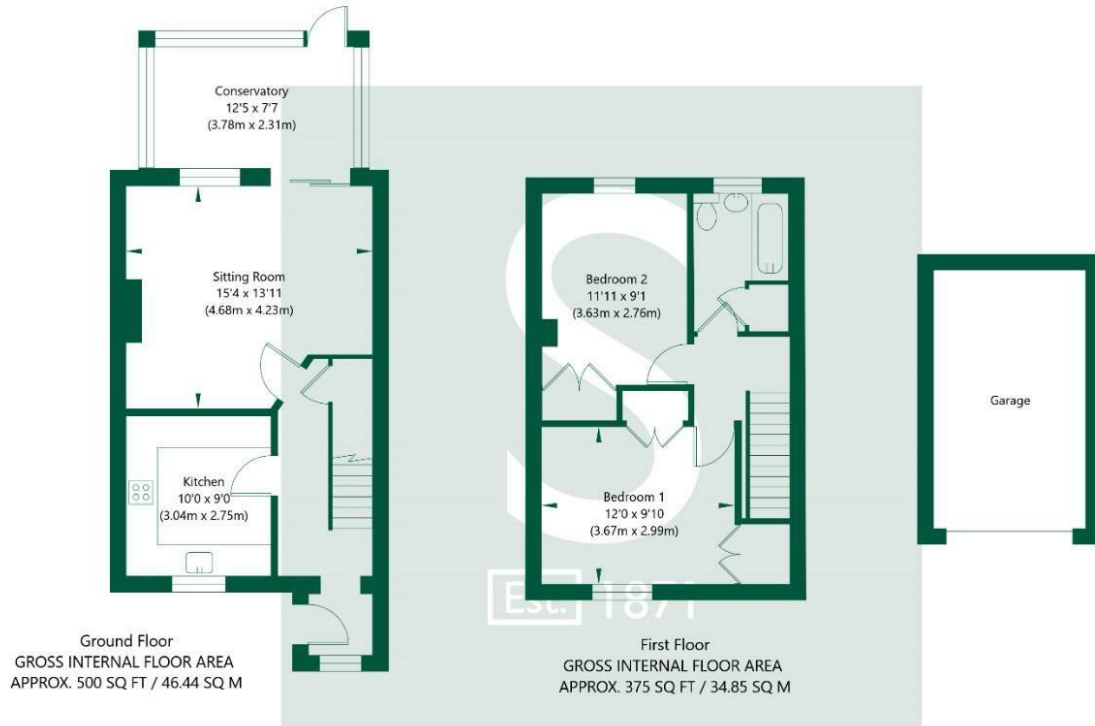 Conservatory
12'5 x 7'7
(3.78m x 2.31m)
Sitting Room
15'4 x 13'11
(4.68m x 4.23m)
Kitchen
10'0 x 9'0
(3.04m x 2.75m)
Ground Floor
GROSS INTERNAL FLOOR AREA
APPROX. 500 SQ FT / 46.44 SQ M
Bedroom 2
11'11 x 9'1
(3.63m x 2.76m)
Bedroom 1
12'0 x 9'10
(3.67m x 2.99m)
S
Est. 1871
First Floor
GROSS INTERNAL FLOOR AREA
APPROX. 375 SQ FT / 34.85 SQ M
Garage